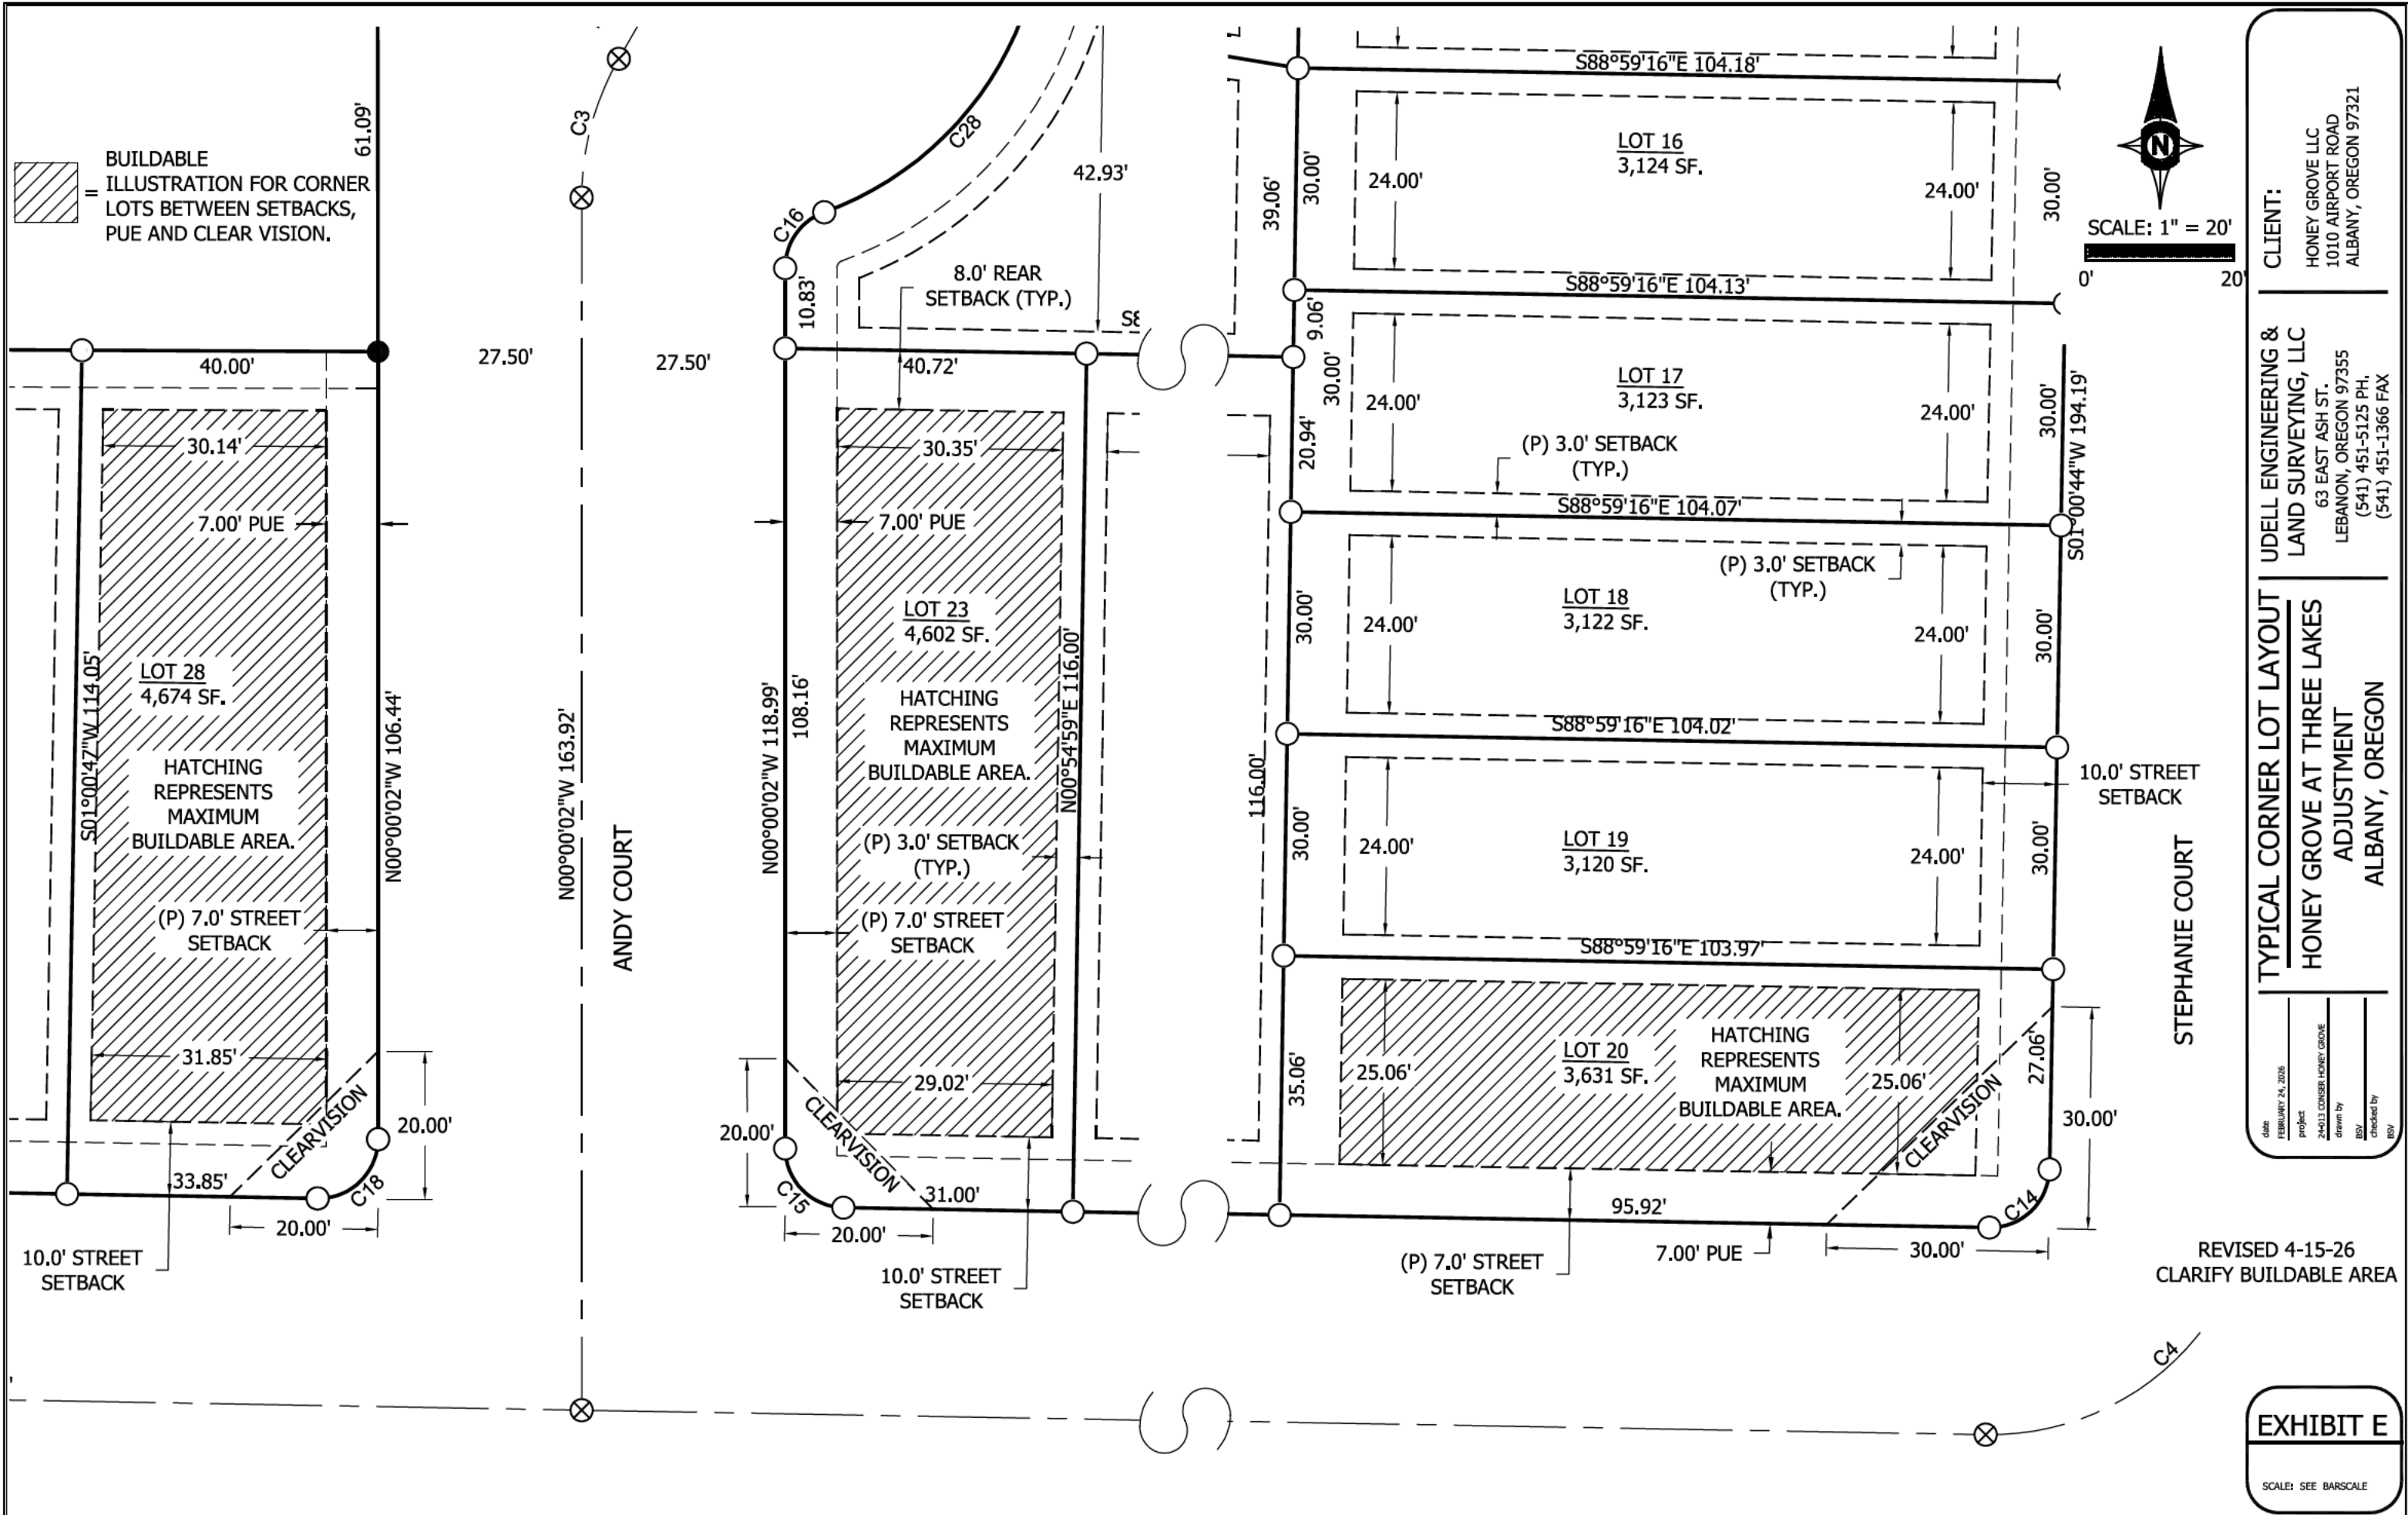 BUILDABLE
= ILLUSTRATION FOR CORNER
LOTS BETWEEN SETBACKS,
PUE AND CLEAR VISION.
61.09'
C3
C28
C16
42.93'
10.83'
8.0' REAR
SETBACK (TYP.)
S8
40.00'
27.50'
27.50'
40.72'
30.14'
7.00' PUE
S01°00'47"W 114.05'
LOT 28
4,674 SF.
HATCHING
REPRESENTS
MAXIMUM
BUILDABLE AREA.
(P) 7.0' STREET
SETBACK
N00°00'02"W 106.44'
31.85'
CLEARVISION
20.00'
33.85'
C18
20.00'
10.0' STREET
SETBACK
N00°00'02"W 163.92'
ANDY COURT
30.35'
7.00' PUE
LOT 23
4,602 SF.
N00°00'02"W 118.99'
108.16'
HATCHING
REPRESENTS
MAXIMUM
BUILDABLE AREA.
N00°54'59"E 116.00'
(P) 3.0' SETBACK
(TYP.)
(P) 7.0' STREET
SETBACK
29.02'
CLEARVISION
20.00'
C15
31.00'
20.00'
10.0' STREET
SETBACK
S88°59'16"E 104.18'
39.06'
30.00'
24.00'
LOT 16
3,124 SF.
24.00'
30.00'
S88°59'16"E 104.13'
9.06'
30.00'
20.94'
24.00'
LOT 17
3,123 SF.
24.00'
30.00'
S01°00'44"W 194.19'
(P) 3.0' SETBACK
(TYP.)
S88°59'16"E 104.07'
(P) 3.0' SETBACK
(TYP.)
30.00'
24.00'
LOT 18
3,122 SF.
24.00'
30.00'
S88°59'16"E 104.02'
116.00'
30.00'
24.00'
LOT 19
3,120 SF.
24.00'
30.00'
10.0' STREET
SETBACK
S88°59'16"E 103.97'
STEPHANIE COURT
35.06'
25.06'
LOT 20
3,631 SF.
HATCHING
REPRESENTS
MAXIMUM
BUILDABLE AREA.
25.06'
CLEARVISION
27.06'
30.00'
95.92'
C14
(P) 7.0' STREET
SETBACK
7.00' PUE
30.00'
C4
REVISED 4-15-26
CLARIFY BUILDABLE AREA
N
SCALE: 1" = 20'
0'
20'
CLIENT:
HONEY GROVE LLC
1010 AIRPORT ROAD
ALBANY, OREGON 97321
UDELL ENGINEERING &
LAND SURVEYING, LLC
63 EAST ASH ST.
LEBANON, OREGON 97355
(541) 451-5125 PH.
(541) 451-1366 FAX
TYPICAL CORNER LOT LAYOUT
HONEY GROVE AT THREE LAKES
ADJUSTMENT
ALBANY, OREGON
date
FEBRUARY 24, 2026
project
24-013 CONSER HONEY GROVE
drawn by
BSV
checked by
BSV
EXHIBIT E
SCALE: SEE BARSCALE